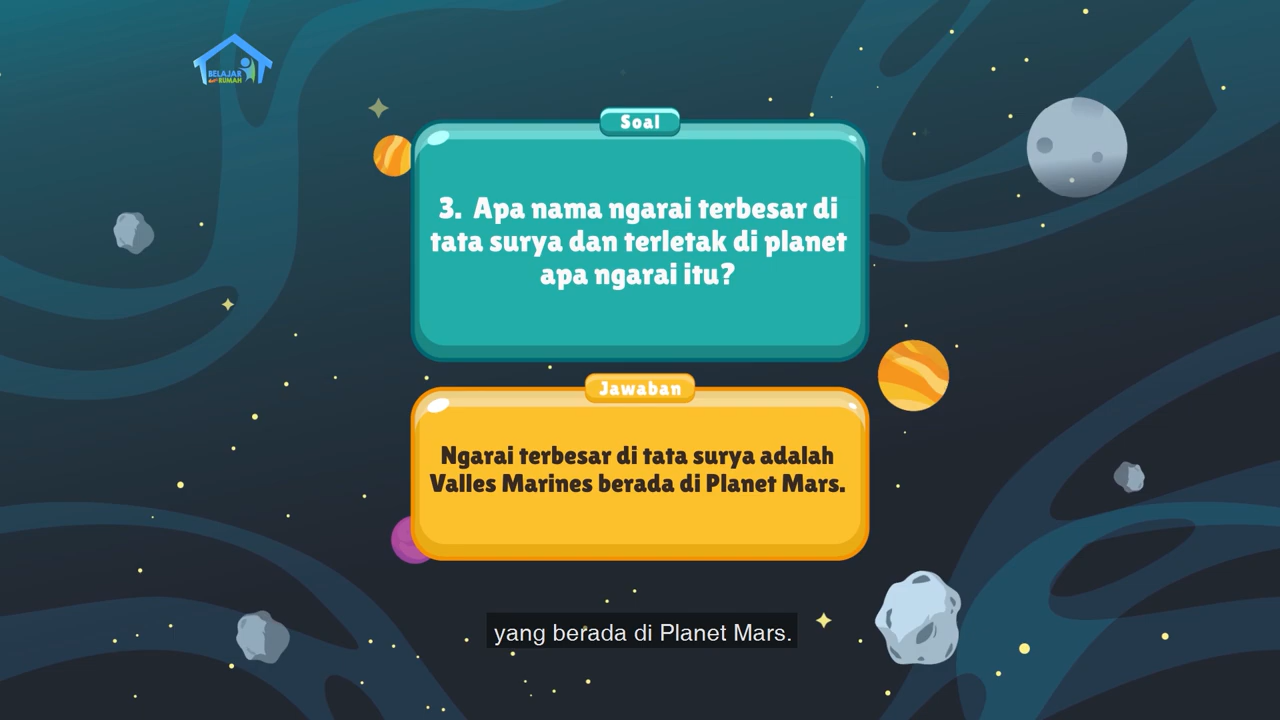 BELAJAR
dari RUMAH
Soal
3. Apa nama ngarai terbesar di
tata surya dan terletak di planet
apa ngarai itu?
Jawaban
Ngarai terbesar di tata surya adalah
Valles Marines berada di Planet Mars.
yang berada di Planet Mars.